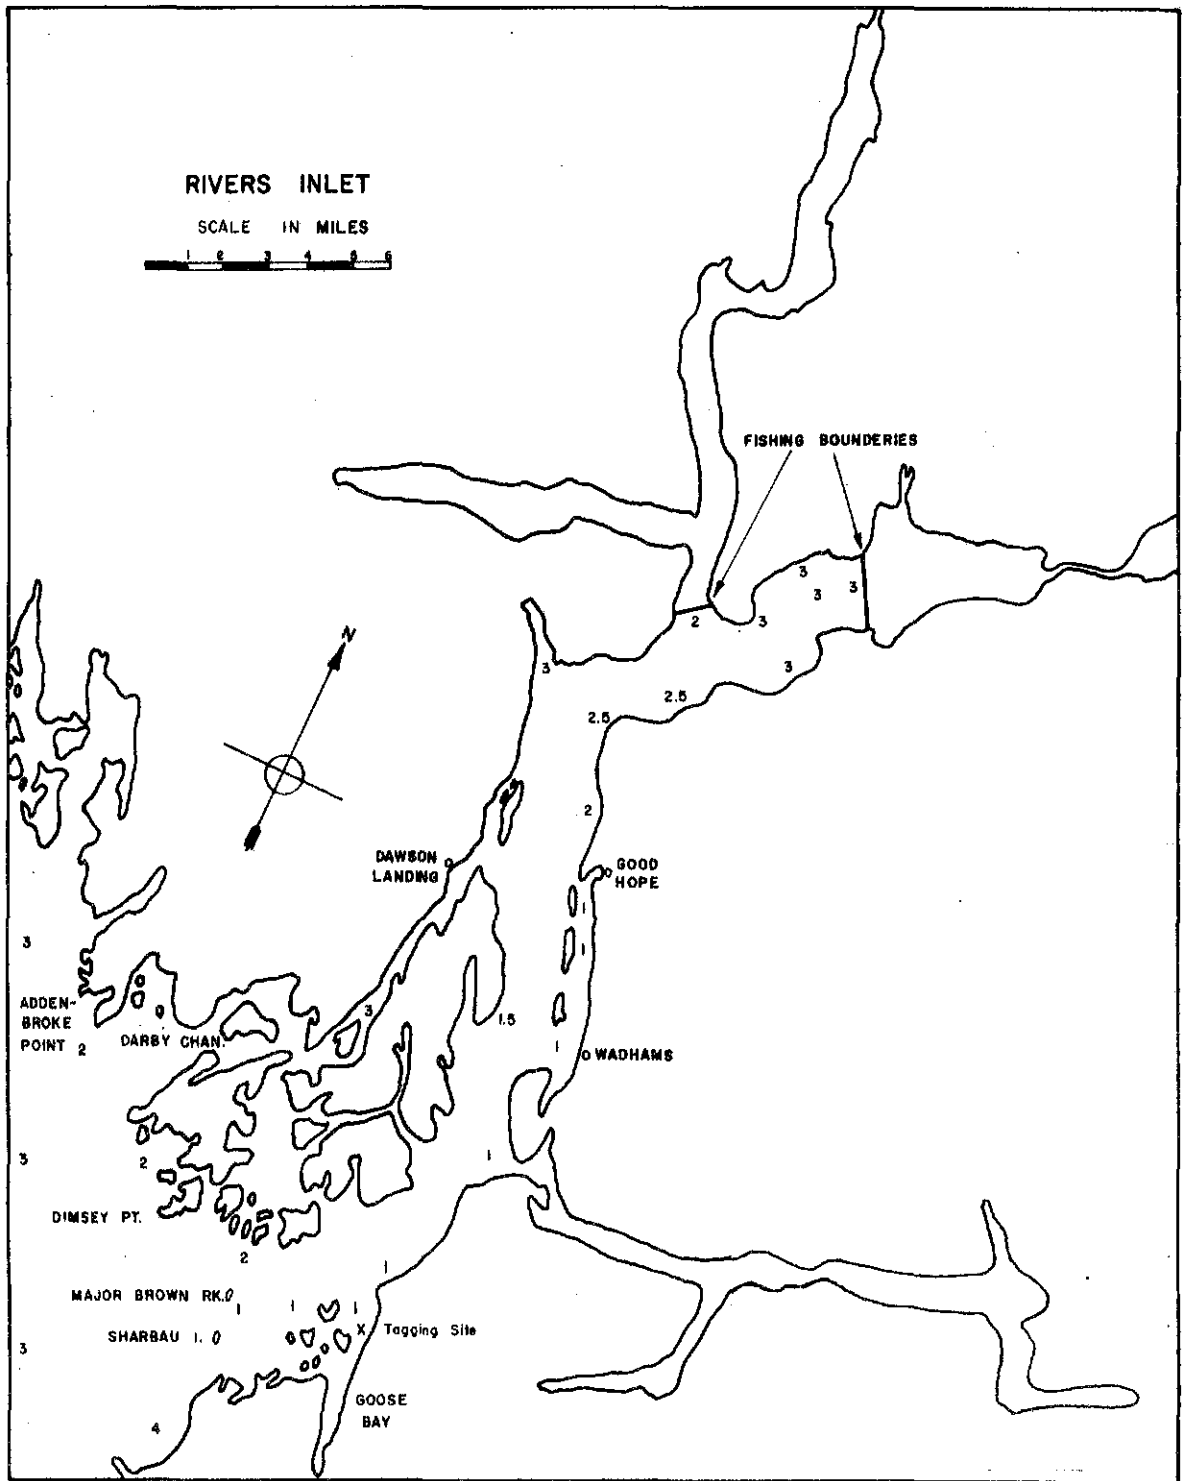 RIVERS INLET
SCALE IN MILES
1 2 3 4 5 6
FISHING BOUNDERIES
3
3
3
2
3
3
3
2.5
2.5
N
2
DAWSON
LANDING
GOOD
HOPE
1
1
3
ADDEN-
BROKE
POINT 2
DARBY CHAN.
3
1.5
1
WADHAMS
3
2
1
DIMSEY PT.
2
1
MAJOR BROWN RK.
1
1
1
SHARBAU I.
X Tagging Site
3
GOOSE
BAY
4